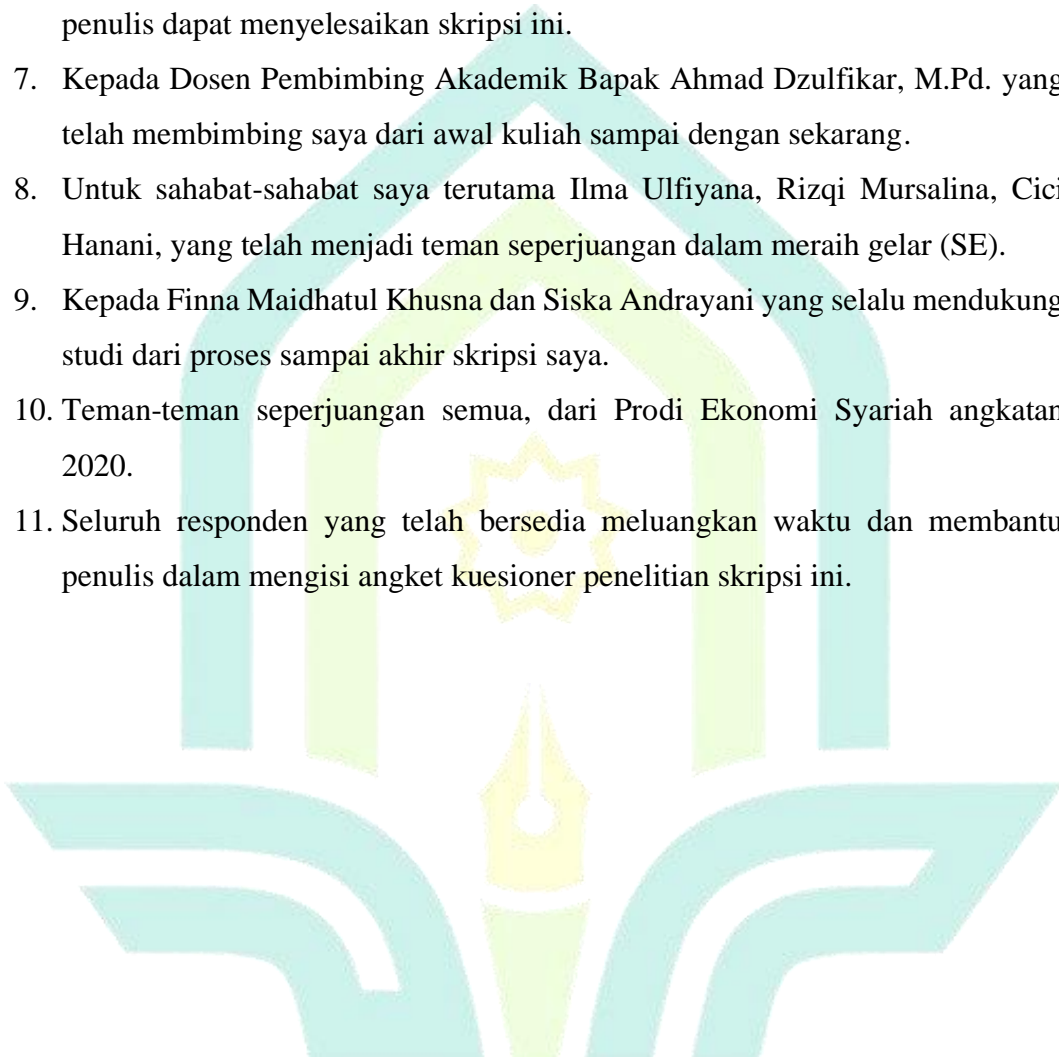 penulis dapat menyelesaikan skripsi ini.
7. Kepada Dosen Pembimbing Akademik Bapak Ahmad Dzulfikar, M.Pd. yang
telah membimbing saya dari awal kuliah sampai dengan sekarang.
8. Untuk sahabat-sahabat saya terutama Ilma Ulfiyana, Rizqi Mursalina, Cici
Hanani, yang telah menjadi teman seperjuangan dalam meraih gelar (SE).
9. Kepada Finna Maidhatul Khusna dan Siska Andrayani yang selalu mendukung
studi dari proses sampai akhir skripsi saya.
10. Teman-teman seperjuangan semua, dari Prodi Ekonomi Syariah angkatan
2020.
11. Seluruh responden yang telah bersedia meluangkan waktu dan membantu
penulis dalam mengisi angket kuesioner penelitian skripsi ini.